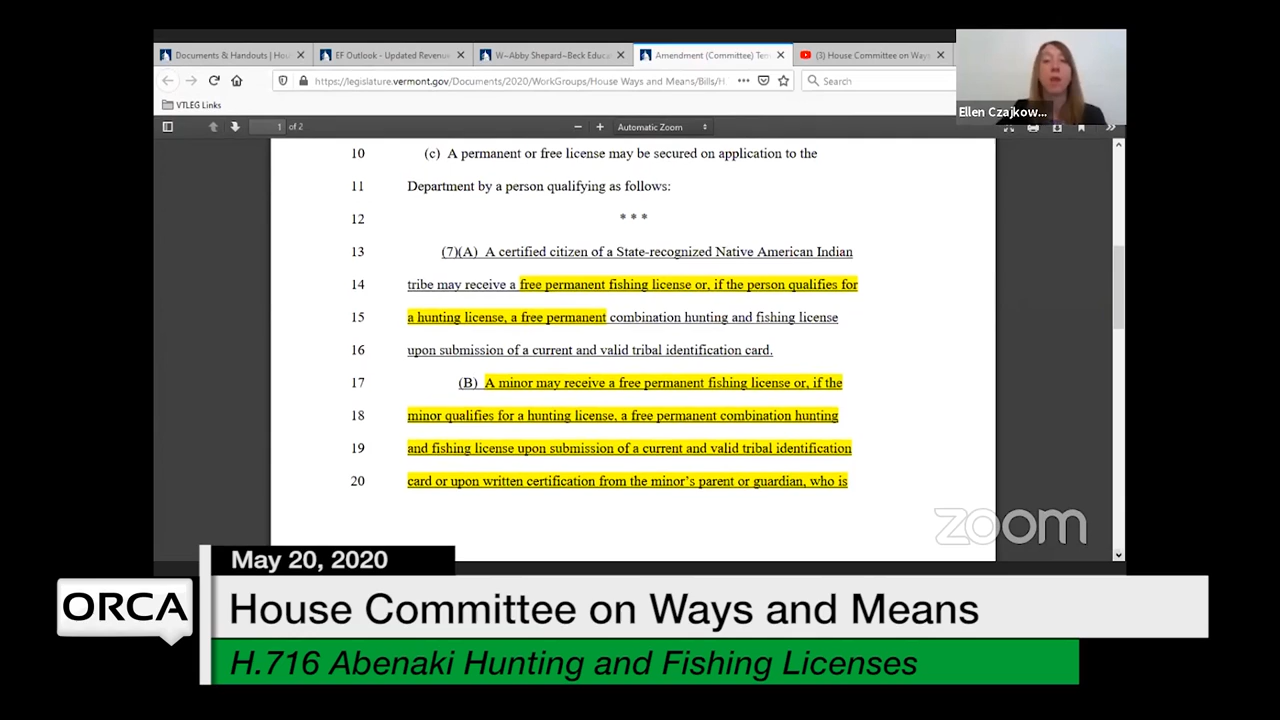 Documents & Handouts | Hou
EF Outlook - Updated Revenue
W~Abby Shepard~Beck Educa
Amendment (Committee) Tem
(3) House Committee on Ways
https://legislature.vermont.gov/Documents/2020/WorkGroups/House Ways and Means/Bills/H
Search
VTLEG Links
1 of 2
Automatic Zoom
Ellen Czajkow...
10 (c) A permanent or free license may be secured on application to the
11 Department by a person qualifying as follows:
12 * * *
13 (7)(A) A certified citizen of a State-recognized Native American Indian
14 tribe may receive a free permanent fishing license or, if the person qualifies for
15 a hunting license, a free permanent combination hunting and fishing license
16 upon submission of a current and valid tribal identification card.
17 (B) A minor may receive a free permanent fishing license or, if the
18 minor qualifies for a hunting license, a free permanent combination hunting
19 and fishing license upon submission of a current and valid tribal identification
20 card or upon written certification from the minor's parent or guardian, who is
zoom
May 20, 2020
ORCA
House Committee on Ways and Means
H.716 Abenaki Hunting and Fishing Licenses